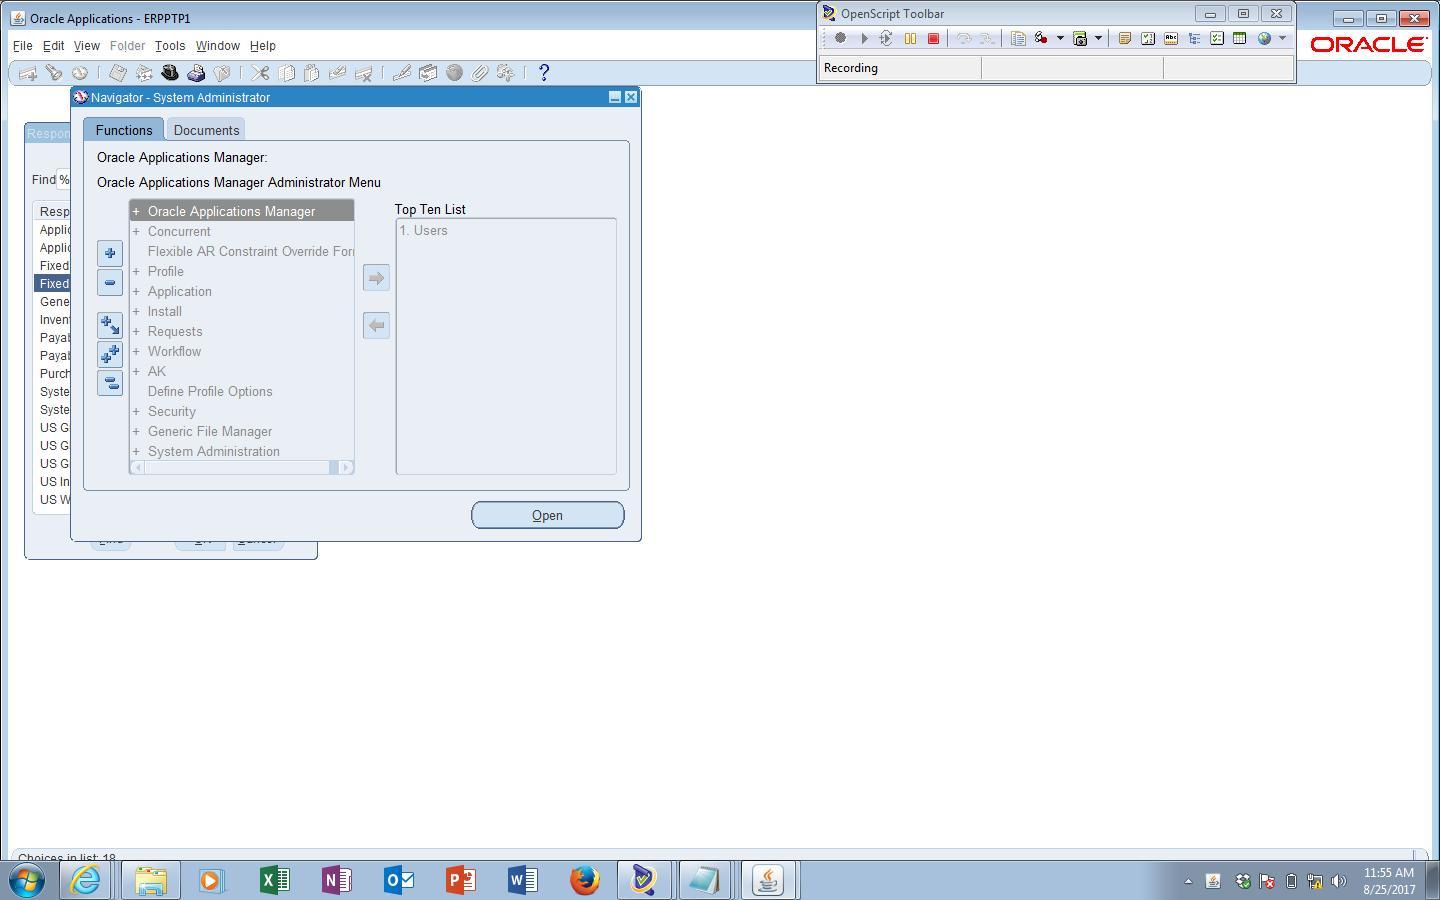 Oracle Applications - ERPPTP1
OpenScript Toolbar
File Edit View Folder Tools Window Help
ORACLE
Recording
Navigator - System Administrator
Respon
Functions Documents
Oracle Applications Manager:
Find %
Oracle Applications Manager Administrator Menu
Top Ten List
1. Users
Resp
Applic
Applic
Fixed
Fixed
Gene
Inven
Payab
Payab
Purch
Syste
Syste
US G
US G
US G
US In
US W
+ Oracle Applications Manager
+ Concurrent
Flexible AR Constraint Override For
+ Profile
+ Application
+ Install
+ Requests
+ Workflow
+ AK
Define Profile Options
+ Security
+ Generic File Manager
+ System Administration
Open
Find OK Cancel
Choices in list: 18
11:55 AM
8/25/2017